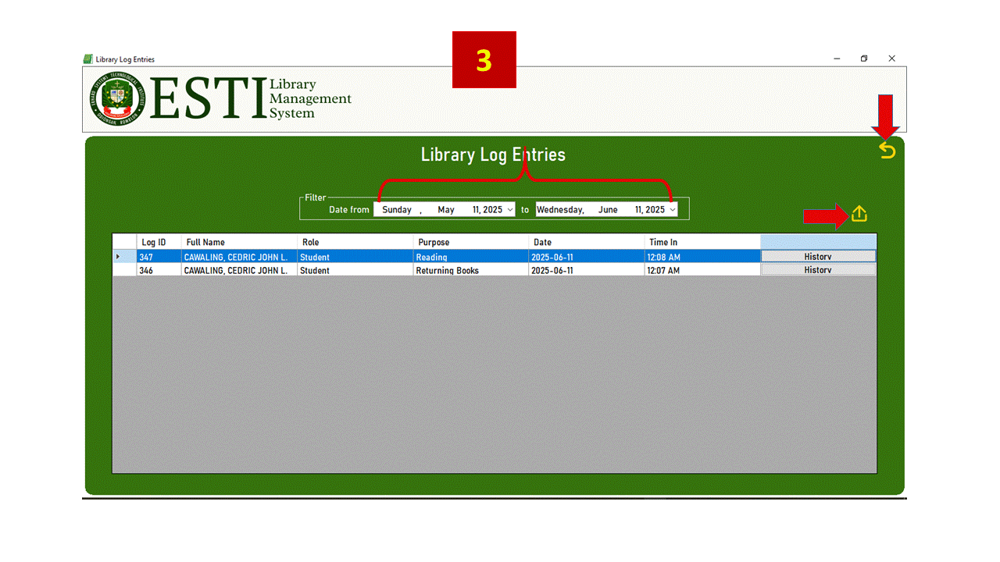 3
Library Log Entries
ESTI Library
Management
System
Library Log Entries
Filter
Date from Sunday , May 11, 2025 to Wednesday, June 11, 2025
Log ID Full Name Role Purpose Date Time In
347 CAWALING, CEDRIC JOHN L. Student Reading 2025-06-11 12:08 AM History
346 CAWALING, CEDRIC JOHN L. Student Returning Books 2025-06-11 12:07 AM History